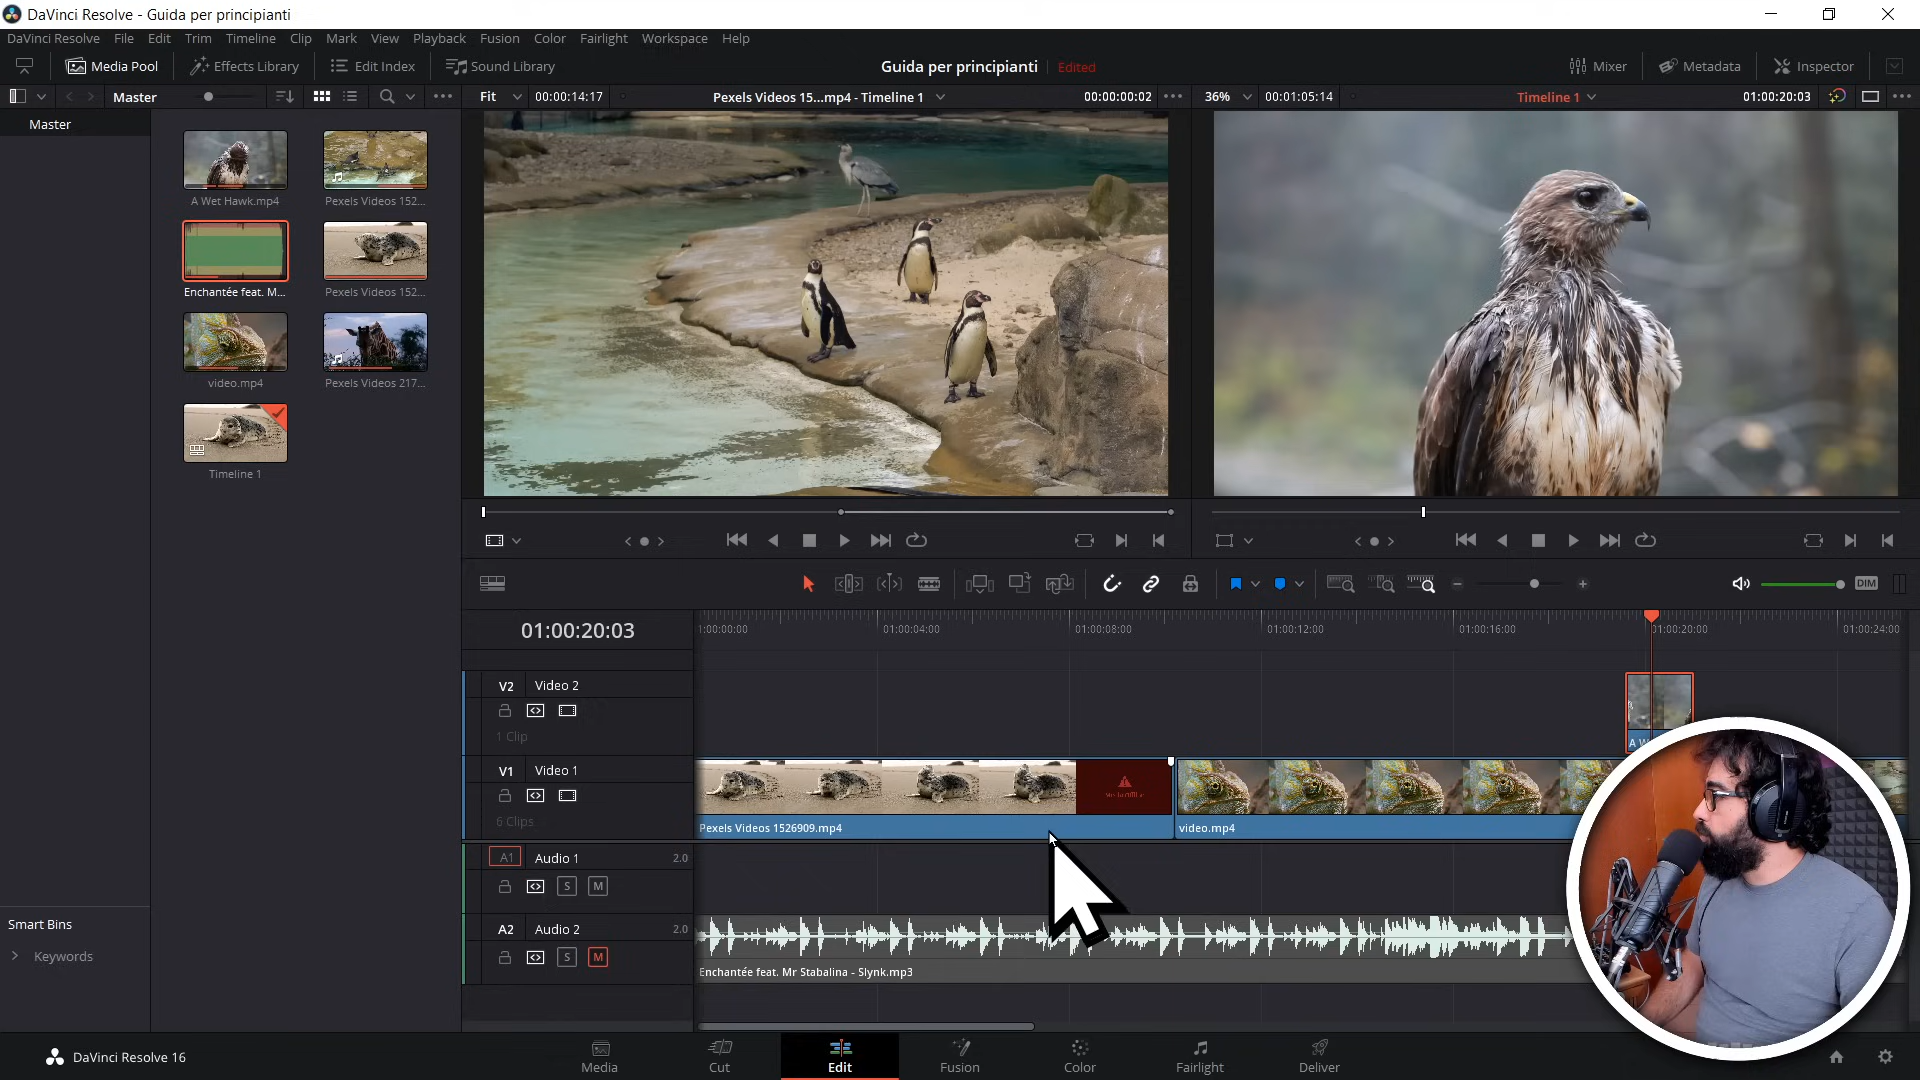 DaVinci Resolve - Guida per principianti
DaVinci Resolve File Edit Trim Timeline Clip Mark View Playback Fusion Color Fairlight Workspace Help
Media Pool Effects Library Edit Index Sound Library Guida per principianti Edited Mixer Metadata Inspector
Master Fit 00:00:14:17 Pexels Videos 15...mp4 - Timeline 1 00:00:00:02 36% 00:01:05:14 Timeline 1 01:00:20:03
Master
A Wet Hawk.mp4 Pexels Videos 152...
Enchantée feat. M... Pexels Videos 152...
video.mp4 Pexels Videos 217...
Timeline 1
DIM
01:00:20:03
1:00:00:00 01:00:04:00 01:00:08:00 01:00:12:00 01:00:16:00 01:00:20:00 01:00:24:00
V2 Video 2
1 Clip
A W
V1 Video 1
6 Clips
Pexels Videos 1526909.mp4 video.mp4
A1 Audio 1 2.0
S M
A2 Audio 2 2.0
S M
Enchantée feat. Mr Stabalina - Slynk.mp3
Smart Bins
Keywords
DaVinci Resolve 16
Media Cut Edit Fusion Color Fairlight Deliver